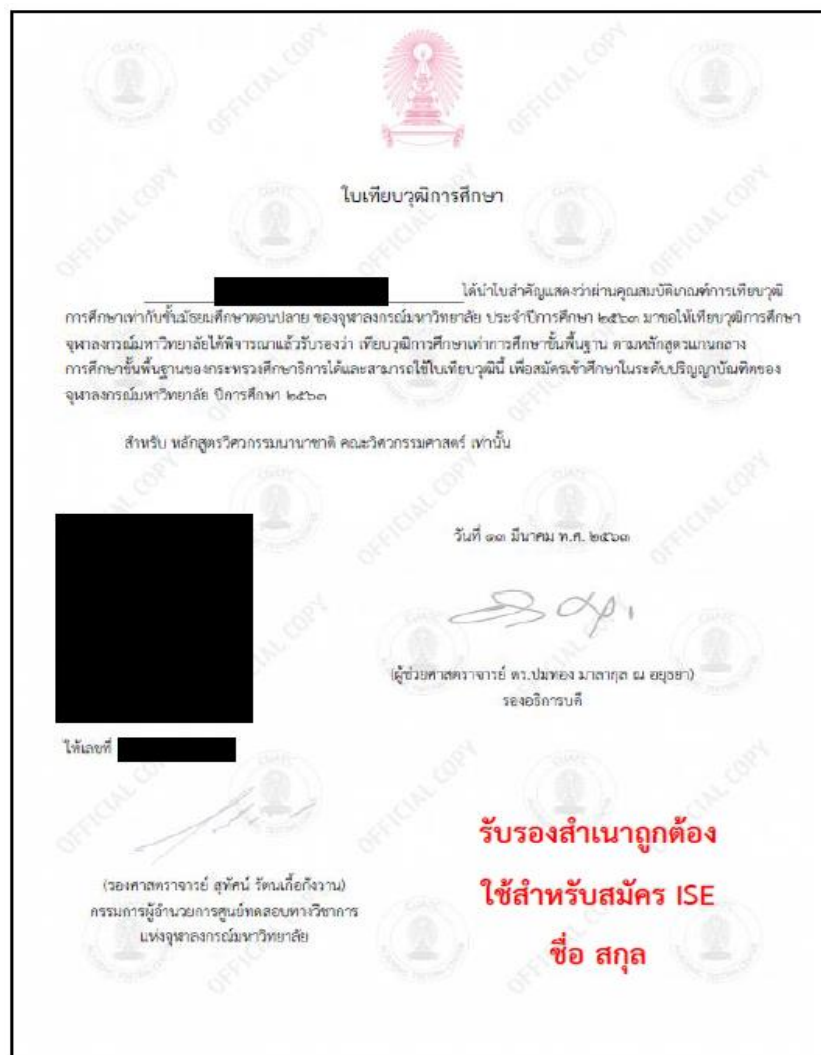 ใบเทียบวุฒิการศึกษา
ได้นำใบสำคัญแสดงว่าผ่านคุณสมบัติเกณฑ์การเทียบวุฒิ
การศึกษาเท่ากับชั้นมัธยมศึกษาตอนปลาย ของจุฬาลงกรณ์มหาวิทยาลัย ประจำปีการศึกษา ๒๕๖๓ มาขอให้เทียบวุฒิการศึกษา
จุฬาลงกรณ์มหาวิทยาลัยได้พิจารณาแล้วรับรองว่า เทียบวุฒิการศึกษาเท่าการศึกษาขั้นพื้นฐาน ตามหลักสูตรแกนกลาง
การศึกษาขั้นพื้นฐานของกระทรวงศึกษาธิการได้และสามารถใช้ใบเทียบวุฒินี้ เพื่อสมัครเข้าศึกษาในระดับปริญญาบัณฑิตของ
จุฬาลงกรณ์มหาวิทยาลัย ปีการศึกษา ๒๕๖๓
สำหรับ หลักสูตรวิศวกรรมนานาชาติ คณะวิศวกรรมศาสตร์ เท่านั้น
วันที่ ๑๓ มีนาคม พ.ศ. ๒๕๖๓
(ผู้ช่วยศาสตราจารย์ ดร.ปมทอง มาลากุล ณ อยุธยา)
รองอธิการบดี
ให้เลขที่
(รองศาสตราจารย์ สุทัศน์ รัตนเกื้อกังวาน)
กรรมการผู้อำนวยการศูนย์ทดสอบทางวิชาการ
แห่งจุฬาลงกรณ์มหาวิทยาลัย
รับรองสำเนาถูกต้อง
ใช้สำหรับสมัคร ISE
ชื่อ สกุล
OFFICIAL COPY